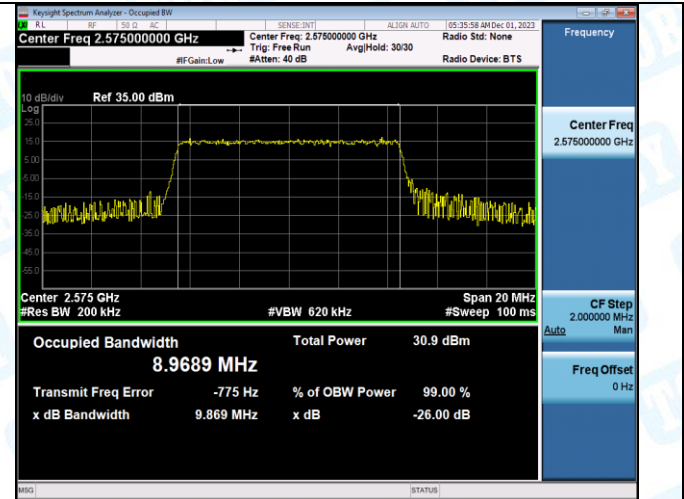 Keysight Spectrum Analyzer - Occupied BW
RL RF 50 Ω AC SENSE:INT ALIGN AUTO 05:35:58 AM Dec 01, 2023
Center Freq 2.575000000 GHz
Center Freq: 2.575000000 GHz
Radio Std: None
Trig: Free Run Avg|Hold: 30/30
#IFGain:Low
#Atten: 40 dB
Radio Device: BTS
Frequency
10 dB/div Ref 35.00 dBm
Log
25.0
15.0
5.00
-5.00
-15.0
-25.0
-35.0
-45.0
-55.0
Center 2.575 GHz
Span 20 MHz
#Res BW 200 kHz
#VBW 620 kHz
#Sweep 100 ms
Occupied Bandwidth
8.9689 MHz
Total Power 30.9 dBm
Transmit Freq Error -775 Hz
% of OBW Power 99.00 %
x dB Bandwidth 9.869 MHz
x dB -26.00 dB
Center Freq
2.575000000 GHz
CF Step
2.000000 MHz
Auto Man
Freq Offset
0 Hz
MSG
STATUS